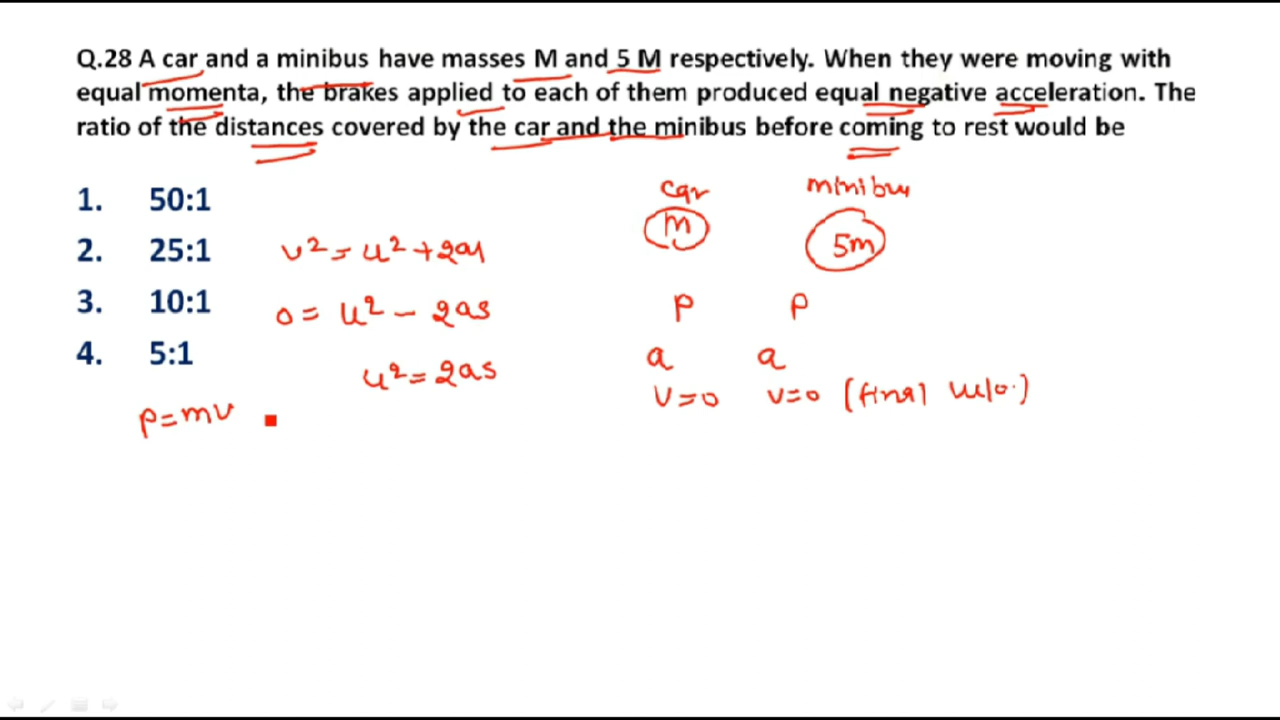 Q.28 A car and a minibus have masses M and 5 M respectively. When they were moving with
equal momenta, the brakes applied to each of them produced equal negative acceleration. The
ratio of the distances covered by the car and the minibus before coming to rest would be
1. 50:1
2. 25:1
3. 10:1
4. 5:1
v² = u² + 2as
0 = u² - 2as
u² = 2as
p=mv
car minibus
m 5m
p p
a a
v=0 v=0 (final